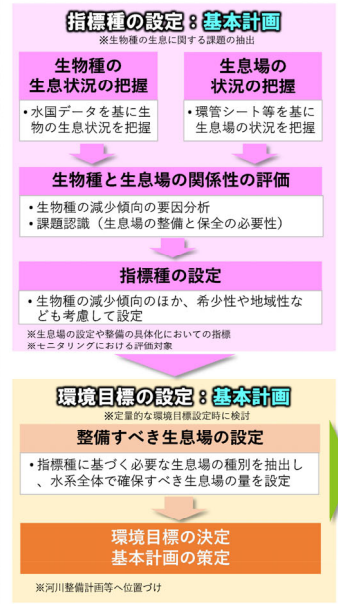 指標種の設定：基本計画
※生物種の生息に関する課題の抽出
生物種の
生息状況の把握
・水国データを基に生
物の生息状況を把握
生息場の
状況の把握
・環管シート等を基に
生息場の状況を把握
生物種と生息場の関係性の評価
・生物種の減少傾向の要因分析
・課題認識（生息場の整備と保全の必要性）
指標種の設定
・生物種の減少傾向のほか、希少性や地域性な
ども考慮して設定
※生息場の設定や整備の具体化においての指標
※モニタリングにおける評価対象
環境目標の設定：基本計画
※定量的な環境目標設定時に検討
整備すべき生息場の設定
・指標種に基づく必要な生息場の種別を抽出し
、水系全体で確保すべき生息場の量を設定
環境目標の決定
基本計画の策定
※河川整備計画等へ位置づけ